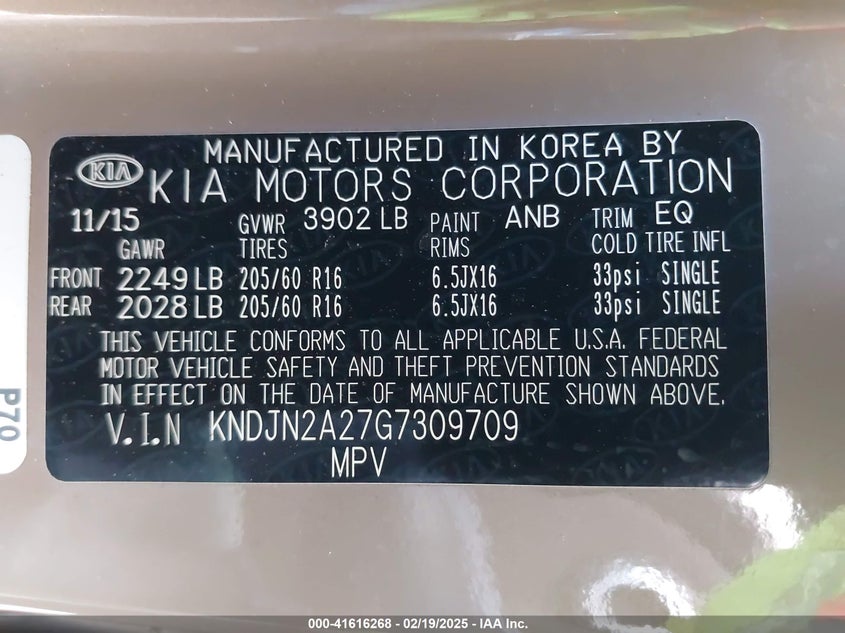 MANUFACTURED IN KOREA BY
KIA KIA MOTORS CORPORATION
11/15 GVWR 3902 LB PAINT ANB TRIM EQ
GAWR TIRES RIMS COLD TIRE INFL
FRONT 2249 LB 205/60 R16 6.5JX16 33psi SINGLE
REAR 2028 LB 205/60 R16 6.5JX16 33psi SINGLE
THIS VEHICLE CONFORMS TO ALL APPLICABLE U.S.A. FEDERAL
MOTOR VEHICLE SAFETY AND THEFT PREVENTION STANDARDS
IN EFFECT ON THE DATE OF MANUFACTURE SHOWN ABOVE.
V.I.N KNDJN2A27G7309709
MPV
P70
000-41616268 - 02/19/2025 - IAA Inc.